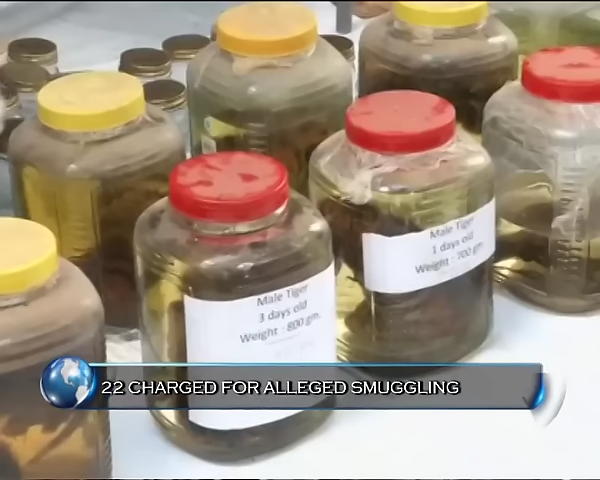 Male Tiger
1 days old
Weight : 700 gm.
Male Tiger
3 days old
Weight : 800 gm.
22 CHARGED FOR ALLEGED SMUGGLING